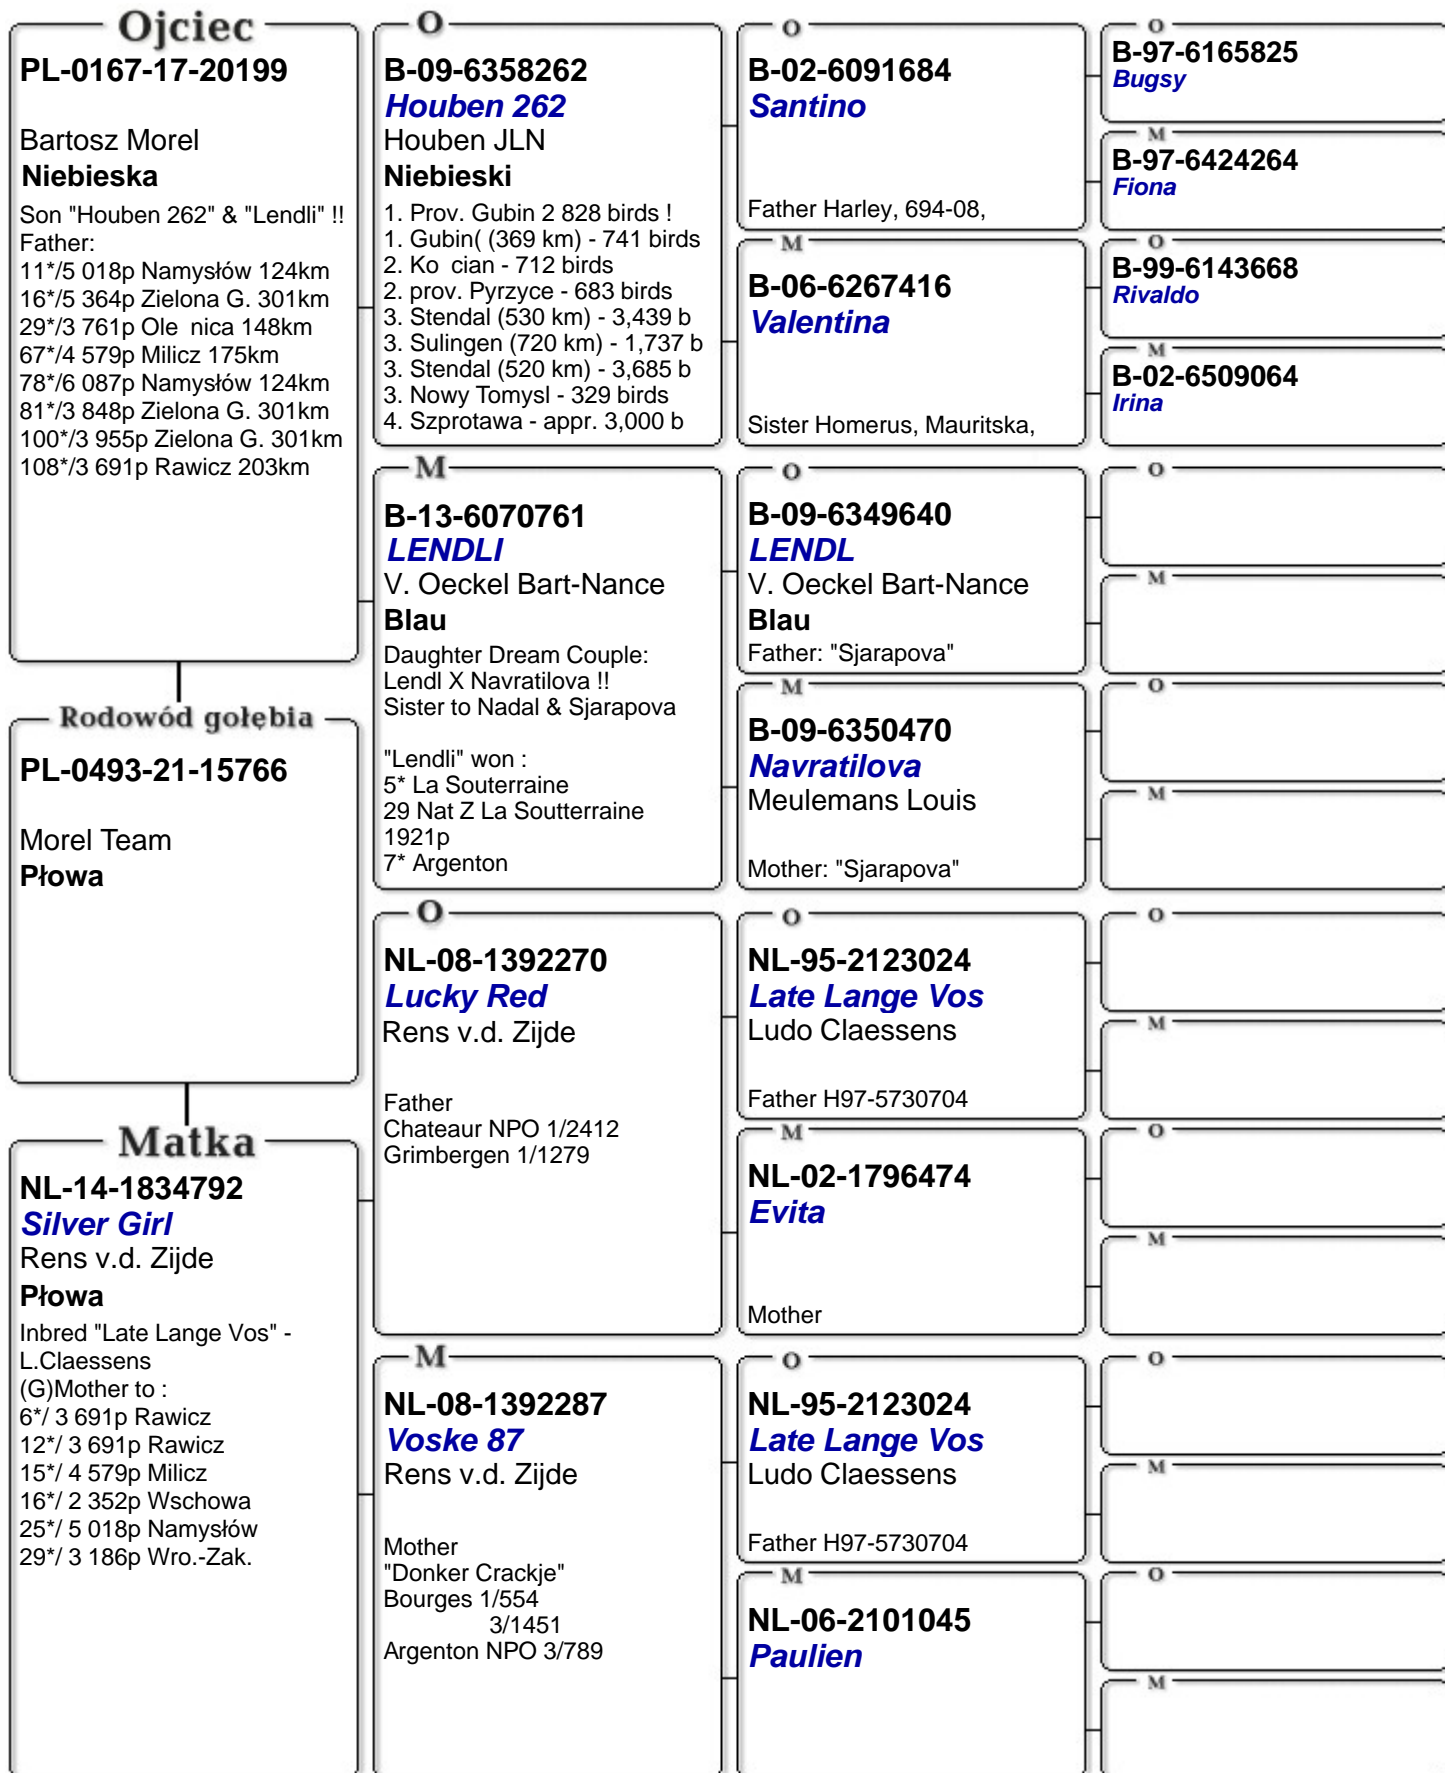 Ojciec
PL-0167-17-20199
Bartosz Morel
Niebieska
Son "Houben 262" & "Lendli" !!
Father:
11*/5 018p Namysłów 124km
16*/5 364p Zielona G. 301km
29*/3 761p Ole nica 148km
67*/4 579p Milicz 175km
78*/6 087p Namysłów 124km
81*/3 848p Zielona G. 301km
100*/3 955p Zielona G. 301km
108*/3 691p Rawicz 203km
Rodowód gołębia
PL-0493-21-15766
Morel Team
Płowa
Matka
NL-14-1834792
Silver Girl
Rens v.d. Zijde
Płowa
Inbred "Late Lange Vos" -
L.Claessens
(G)Mother to :
6*/ 3 691p Rawicz
12*/ 3 691p Rawicz
15*/ 4 579p Milicz
16*/ 2 352p Wschowa
25*/ 5 018p Namysłów
29*/ 3 186p Wro.-Zak.
O
B-09-6358262
Houben 262
Houben JLN
Niebieski
1. Prov. Gubin 2 828 birds !
1. Gubin( (369 km) - 741 birds
2. Ko cian - 712 birds
2. prov. Pyrzyce - 683 birds
3. Stendal (530 km) - 3,439 b
3. Sulingen (720 km) - 1,737 b
3. Stendal (520 km) - 3,685 b
3. Nowy Tomysl - 329 birds
4. Szprotawa - appr. 3,000 b
M
B-13-6070761
LENDLI
V. Oeckel Bart-Nance
Blau
Daughter Dream Couple:
Lendl X Navratilova !!
Sister to Nadal & Sjarapova
"Lendli" won :
5* La Souterraine
29 Nat Z La Soutterraine
1921p
7* Argenton
O
NL-08-1392270
Lucky Red
Rens v.d. Zijde
Father
Chateaur NPO 1/2412
Grimbergen 1/1279
M
NL-08-1392287
Voske 87
Rens v.d. Zijde
Mother
"Donker Crackje"
Bourges 1/554
3/1451
Argenton NPO 3/789
O
B-02-6091684
Santino
Father Harley, 694-08,
M
B-06-6267416
Valentina
Sister Homerus, Mauritska,
O
B-09-6349640
LENDL
V. Oeckel Bart-Nance
Blau
Father: "Sjarapova"
M
B-09-6350470
Navratilova
Meulemans Louis
Mother: "Sjarapova"
O
NL-95-2123024
Late Lange Vos
Ludo Claessens
Father H97-5730704
M
NL-02-1796474
Evita
Mother
O
NL-95-2123024
Late Lange Vos
Ludo Claessens
Father H97-5730704
M
NL-06-2101045
Paulien
O
B-97-6165825
Bugsy
M
B-97-6424264
Fiona
O
B-99-6143668
Rivaldo
M
B-02-6509064
Irina
O
M
O
M
O
M
O
M
O
M
O
M